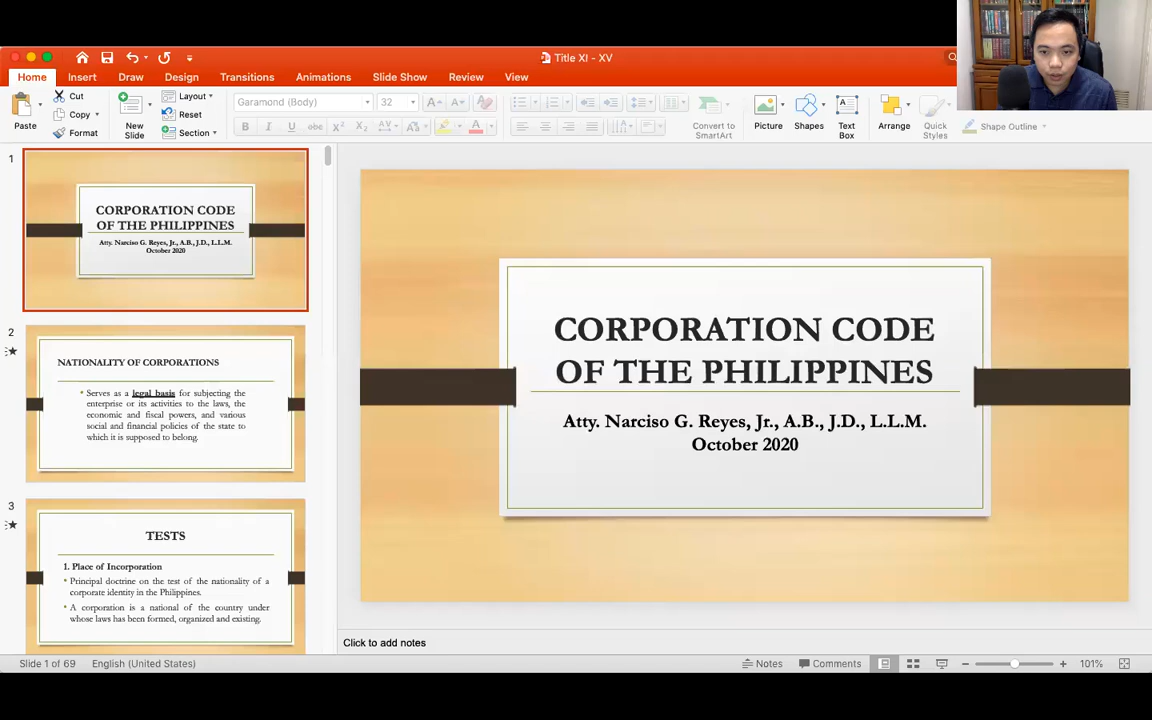 Title XI - XV
Home Insert Draw Design Transitions Animations Slide Show Review View
Paste
Cut
Copy
Format
New
Slide
Layout
Reset
Section
Garamond (Body) 32
Convert to
SmartArt
Picture
Shapes
Text
Box
Arrange
Quick
Styles
Shape Outline
1
CORPORATION CODE
OF THE PHILIPPINES
Atty. Narciso G. Reyes, Jr., A.B., J.D., L.L.M.
October 2020
2
NATIONALITY OF CORPORATIONS
• Serves as a legal basis for subjecting the
enterprise or its activities to the laws, the
economic and fiscal powers, and various
social and financial policies of the state to
which it is supposed to belong.
3
TESTS
1. Place of Incorporation
• Principal doctrine on the test of the nationality of a
corporate identity in the Philippines.
• A corporation is a national of the country under
whose laws has been formed, organized and existing.
CORPORATION CODE
OF THE PHILIPPINES
Atty. Narciso G. Reyes, Jr., A.B., J.D., L.L.M.
October 2020
Click to add notes
Slide 1 of 69 English (United States) Notes Comments 101%